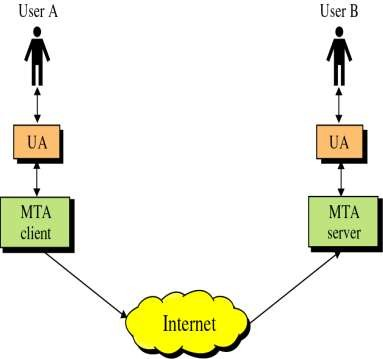 User A
User B
UA
UA
MTA
client
MTA
server
Internet